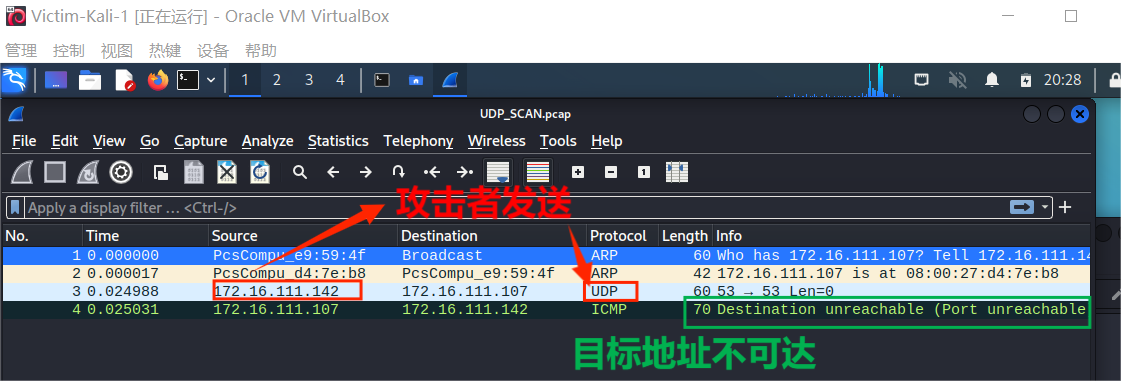 Victim-Kali-1 [正在运行] - Oracle VM VirtualBox
管理 控制 视图 热键 设备 帮助
1 2 3 4 20:28
UDP_SCAN.pcap
File Edit View Go Capture Analyze Statistics Telephony Wireless Tools Help
攻击者发送
Apply a display filter ... <Ctrl-/>
No. Time Source Destination Protocol Length Info
1 0.000000 PcsCompu_e9:59:4f Broadcast ARP 60 Who has 172.16.111.107? Tell 172.16.111.14
2 0.000017 PcsCompu_d4:7e:b8 PcsCompu_e9:59:4f ARP 42 172.16.111.107 is at 08:00:27:d4:7e:b8
3 0.024988 172.16.111.142 172.16.111.107 UDP 60 53 → 53 Len=0
4 0.025031 172.16.111.107 172.16.111.142 ICMP 70 Destination unreachable (Port unreachable
目标地址不可达